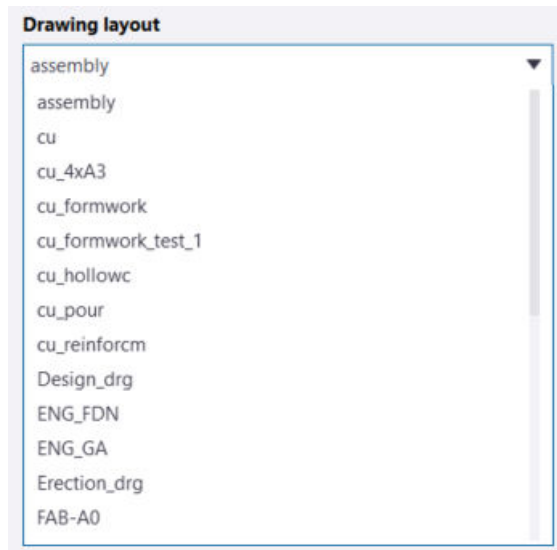 Drawing layout
assembly
assembly
cu
cu_4xA3
cu_formwork
cu_formwork_test_1
cu_hollowc
cu_pour
cu_reinforcm
Design_drg
ENG_FDN
ENG_GA
Erection_drg
FAB-A0